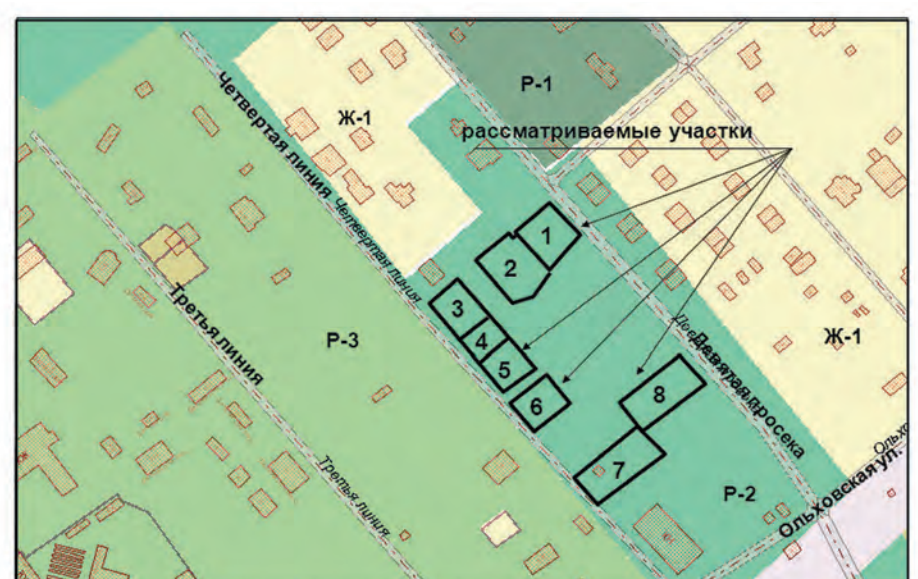 Р-1
Четвертая линия
Ж-1
рассматриваемые участки
Четвертая линия
1
2
Третья линия
Р-3
3
4
5
6
Девятая просека
Ж-1
8
7
Третья линия
Р-2
Ольховская ул.